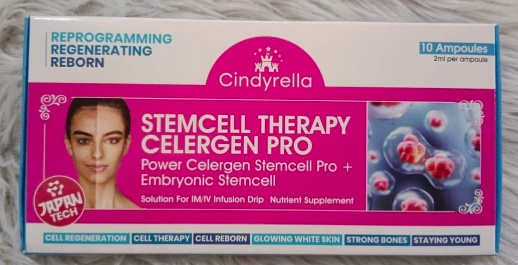 REPROGRAMMING
REGENERATING
REBORN
10 Ampoules
2ml per ampoule
Cindyrella
STEMCELL THERAPY
CELERGEN PRO
Power Celergen Stemcell Pro +
Embryonic Stemcell
Solution For IM/IV Infusion Drip Nutrient Supplement
JAPAN
TECH
CELL REGENERATION CELL THERAPY CELL REBORN GLOWING WHITE SKIN STRONG BONES STAYING YOUNG